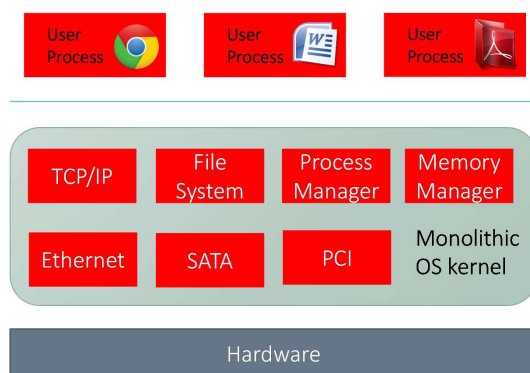 User
Process
User
Process
W
User
Process
TCP/IP
File
System
Process
Manager
Memory
Manager
Ethernet
SATA
PCI
Monolithic
OS kernel
Hardware